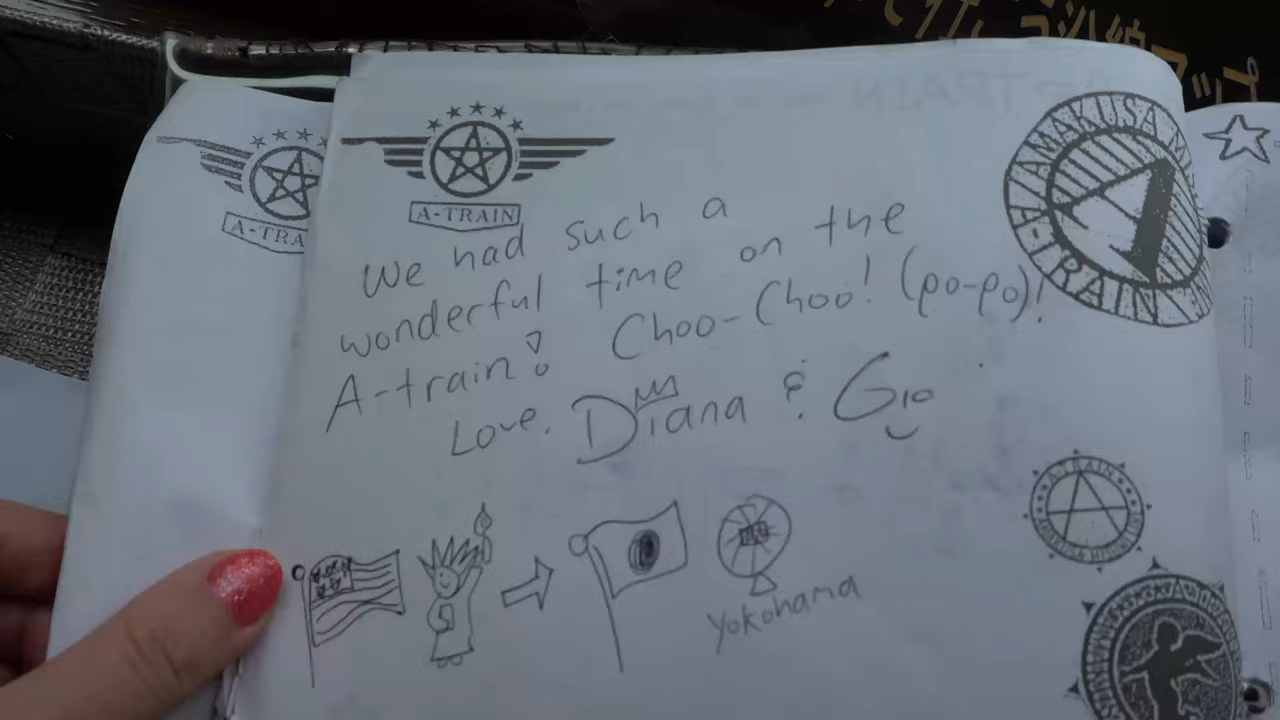 A-TRAIN
We had such a
wonderful time on the
A-train! Choo-Choo! (po-po)!
Love, Diana & Gio
Yokohama
AMAKUSA
A-TRAIN
A-TRAIN
A-TRA